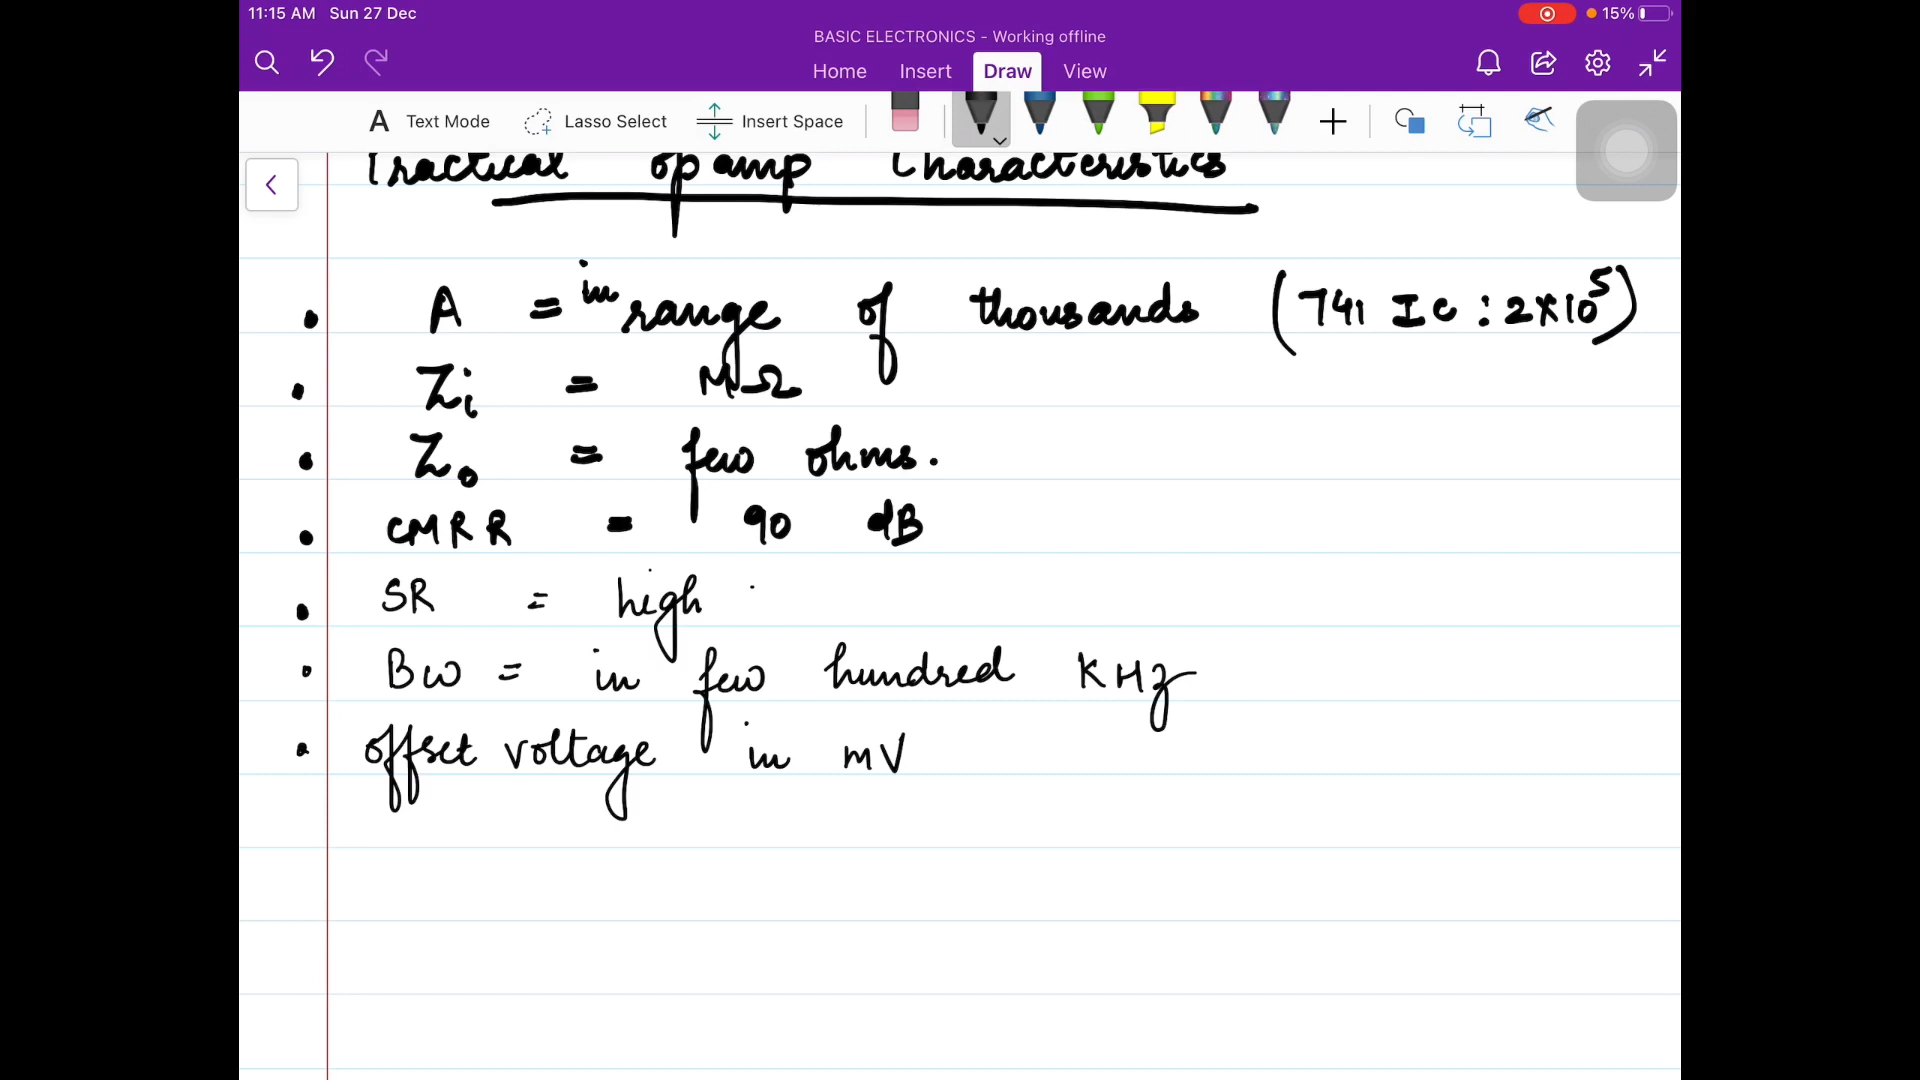 11:15 AM Sun 27 Dec
15%
BASIC ELECTRONICS - Working offline
Home Insert Draw View
A Text Mode Lasso Select Insert Space
Practical op amp Characteristics
• A = in range of thousands (741 IC : 2×10⁵)
• Zi = MΩ
• Zo = few ohms.
• CMRR = 90 dB
• SR = high
• BW = in few hundred KHz
• offset voltage in mV